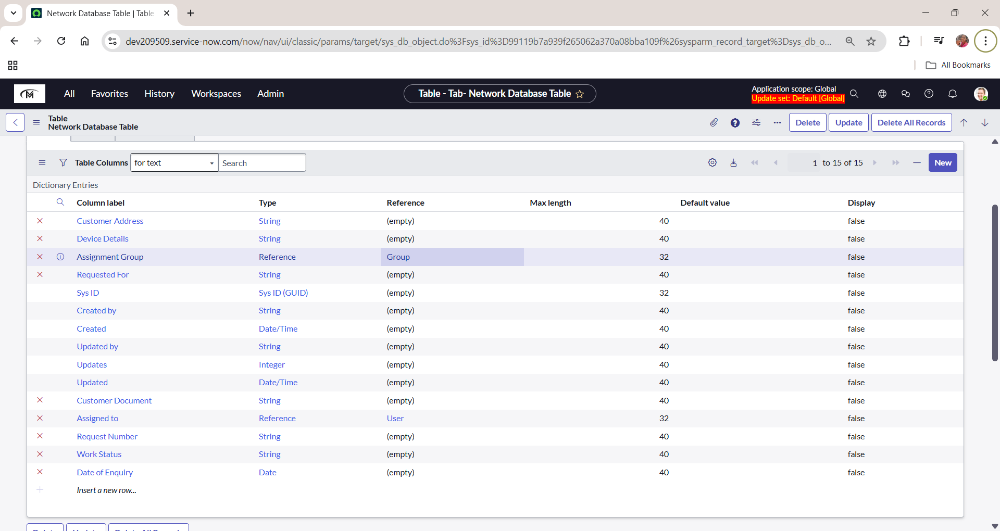 Network Database Table | Table
dev209509.service-now.com/now/nav/ui/classic/params/target/sys_db_object.do%3Fsys_id%3D99119b7a939f265062a370a08bba109f%26sysparm_record_target%3Dsys_db_o...
All Bookmarks
M All Favorites History Workspaces Admin Table - Tab- Network Database Table Application scope: Global
Update set: Default [Global]
Table
Network Database Table
Delete Update Delete All Records
Table Columns for text Search 1 to 15 of 15 New
Dictionary Entries
Column label Type Reference Max length Default value Display
Customer Address String (empty) 40 false
Device Details String (empty) 40 false
Assignment Group Reference Group 32 false
Requested For String (empty) 40 false
Sys ID Sys ID (GUID) (empty) 32 false
Created by String (empty) 40 false
Created Date/Time (empty) 40 false
Updated by String (empty) 40 false
Updates Integer (empty) 40 false
Updated Date/Time (empty) 40 false
Customer Document String (empty) 40 false
Assigned to Reference User 32 false
Request Number String (empty) 40 false
Work Status String (empty) 40 false
Date of Enquiry Date (empty) 40 false
Insert a new row...